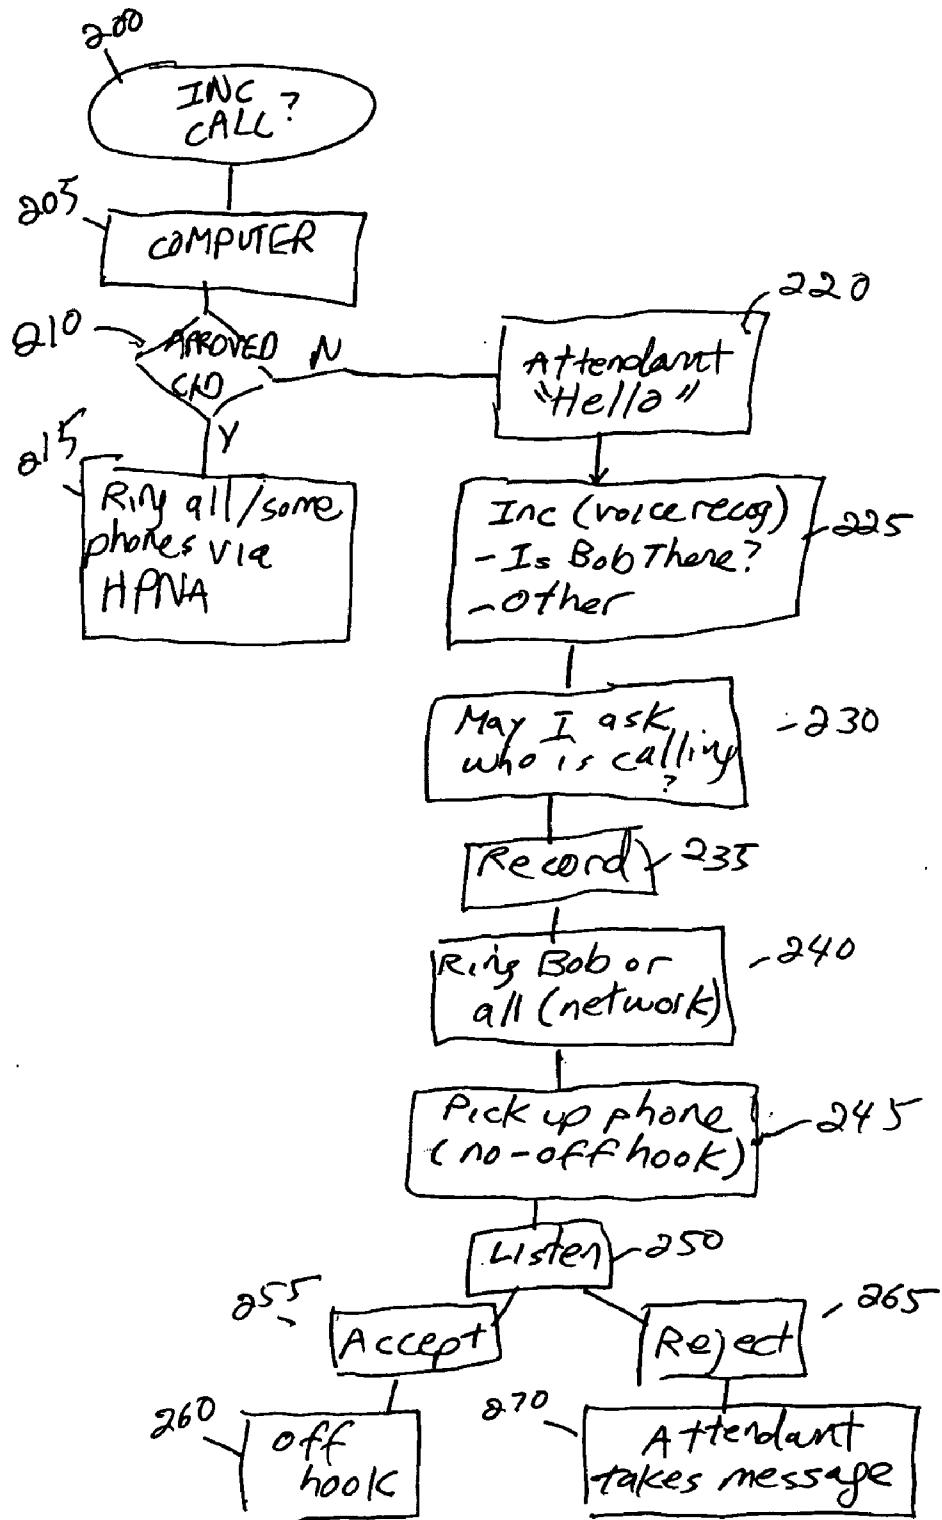 200
INC
CALL?
205
COMPUTER
210
APROVED
CID
N
Y
215
Ring all/some
phones via
HPNA
220
Attendant
"Hello"
Inc (voice recog)
- Is Bob There?
- Other
225
May I ask
who is calling
?
230
Record
235
Ring Bob or
all (network)
240
Pick up phone
(no-off hook)
245
Listen
250
255
Accept
265
Reject
260
off
hook
270
Attendant
takes message